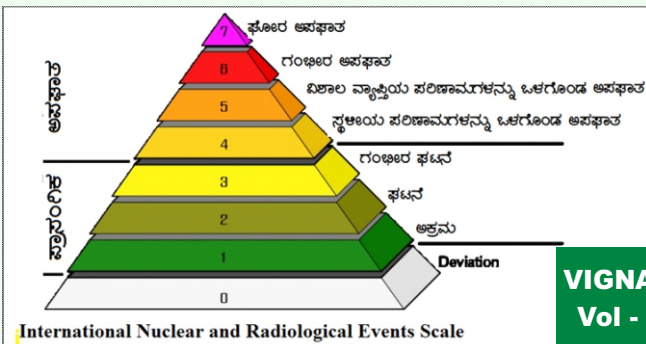 7 ಘೋರ ಅಪಘಾತ
6 ಗಂಭೀರ ಅಪಘಾತ
5 ವಿಶಾಲ ವ್ಯಾಪ್ತಿಯ ಪರಿಣಾಮಗಳನ್ನು ಒಳಗೊಂಡ ಅಪಘಾತ
4 ಸ್ಥಳೀಯ ಪರಿಣಾಮಗಳನ್ನು ಒಳಗೊಂಡ ಅಪಘಾತ
ಅಪಘಾತ
3 ಗಂಭೀರ ಘಟನೆ
2 ಘಟನೆ
1 ಅಕ್ರಮ
ಪ್ರಾಸಂಗಿಕ
0 Deviation
International Nuclear and Radiological Events Scale
VIGNA
Vol -